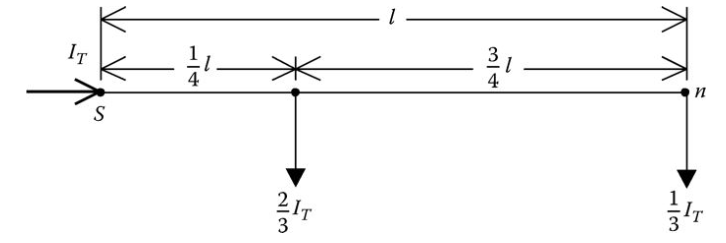 l
I_T
1/4 l
3/4 l
S
n
2/3 I_T
1/3 I_T